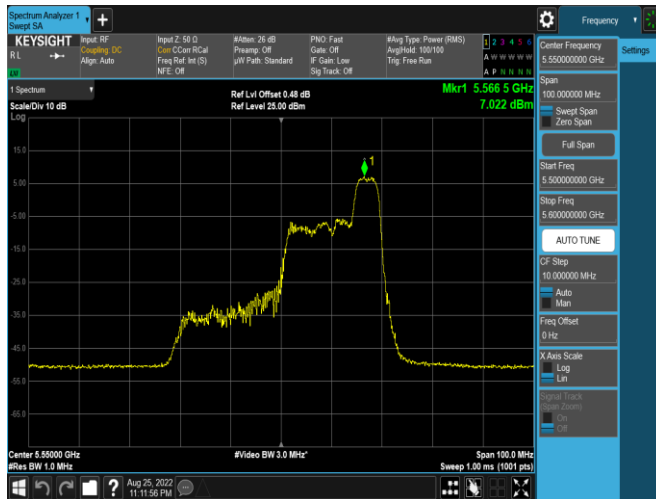 Spectrum Analyzer 1
Swept SA
KEYSIGHT
R L
Input: RF
Coupling: DC
Align: Auto
Input Z: 50 Ω
Corr CCorr RCal
Freq Ref: Int (S)
NFE: Off
#Atten: 26 dB
Preamp: Off
µW Path: Standard
PNO: Fast
Gate: Off
IF Gain: Low
Sig Track: Off
#Avg Type: Power (RMS)
Avg|Hold: 100/100
Trig: Free Run
1 2 3 4 5 6
A W W W W W
A P N N N N
1 Spectrum
Scale/Div 10 dB
Log
Ref Lvl Offset 0.48 dB
Ref Level 25.00 dBm
Mkr1 5.566 5 GHz
7.022 dBm
1
15.0
5.00
-5.00
-15.0
-25.0
-35.0
-45.0
-55.0
-65.0
Center 5.55000 GHz
#Res BW 1.0 MHz
#Video BW 3.0 MHz*
Span 100.0 MHz
Sweep 1.00 ms (1001 pts)
Aug 25, 2022
11:11:56 PM
Frequency
Settings
Center Frequency
5.550000000 GHz
Span
100.000000 MHz
Swept Span
Zero Span
Full Span
Start Freq
5.500000000 GHz
Stop Freq
5.600000000 GHz
AUTO TUNE
CF Step
10.000000 MHz
Auto
Man
Freq Offset
0 Hz
X Axis Scale
Log
Lin
Signal Track
(Span Zoom)
On
Off